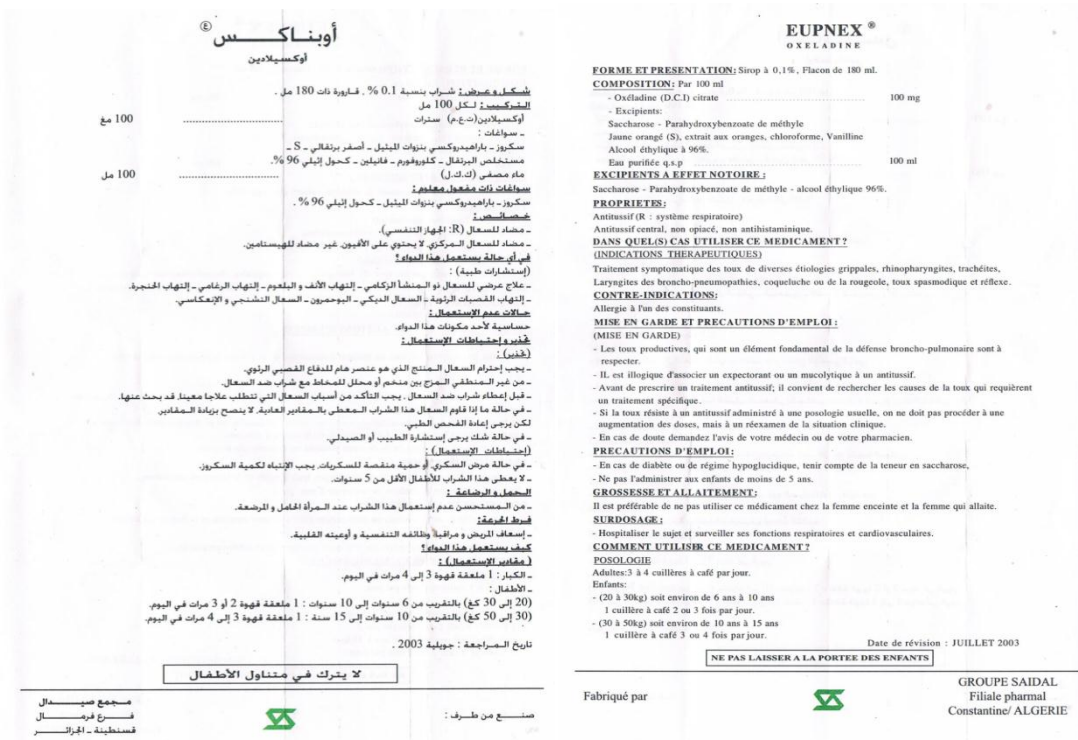 أوبناكس ®
أوكسيلادين
شكل و عرض : شراب بنسبة 0.1 % . قارورة ذات 180 مل .
التركيب : لكل 100 مل
أوكسيلادين(ت.ع.م) سترات ........ 100 مغ
ـ سواغات :
سكروز ـ باراهيدروكسي بنزوات الميثيل ـ أصفر برتقالي ـ S ـ
مستخلص البرتقال ـ كلوروفورم ـ فانيلين ـ كحول إثيلي 96 %.
ماء مصفى (ك.ك.ل) ........ 100 مل
سواغات ذات مفعول معلوم :
سكروز ـ باراهيدروكسي بنزوات الميثيل ـ كحول إثيلي 96 % .
خصائص :
ـ مضاد للسعال (R: الجهاز التنفسي).
ـ مضاد للسعال المركزي. لا يحتوي على الأفيون. غير مضاد للهيستامين.
في أي حالة يستعمل هذا الدواء ؟
(إستشارات طبية) :
ـ علاج عرضي للسعال ذو المنشأ الزكامي ـ إلتهاب الأنف و البلعوم ـ إلتهاب الرغامي ـ إلتهاب الحنجرة.
ـ إلتهاب القصبات الرئوية ـ السعال الديكي ـ البوحمرون ـ السعال التشنجي و الإنعكاسي.
حالات عدم الإستعمال :
حساسية لأحد مكونات هذا الدواء.
تحذير و إحتياطات الإستعمال :
(تحذير) :
ـ يجب إحترام السعال المنتج الذي هو عنصر هام للدفاع القصبي الرئوي.
ـ من غير المنطقي المزج بين منخم أو محلل للمخاط مع شراب ضد السعال.
ـ قبل إعطاء شراب ضد السعال . يجب التأكد من أسباب السعال التي تتطلب علاجا معينا. قد بحث عنها.
ـ في حالة ما إذا قاوم السعال هذا الشراب المعطى بالمقادير العادية. لا ينصح بزيادة المقادير.
لكن يرجى إعادة الفحص الطبي.
ـ في حالة شك يرجى إستشارة الطبيب أو الصيدلي.
(إحتياطات الإستعمال) :
ـ في حالة مرض السكري أو حمية منقصة للسكريات. يجب الإنتباه لكمية السكروز.
ـ لا يعطى هذا الشراب للأطفال الأقل من 5 سنوات.
الحمل و الرضاعة :
ـ من المستحسن عدم إستعمال هذا الشراب عند المرأة الحامل و المرضعة.
فرط الجرعة:
ـ إسعاف المريض و مراقبة وظائفه التنفسية و أوعيته القلبية.
كيف يستعمل هذا الدواء ؟
( مقادير الإستعمال) :
ـ الكبار : 1 ملعقة قهوة 3 إلى 4 مرات في اليوم.
ـ الأطفال :
(20 إلى 30 كغ) بالتقريب من 6 سنوات إلى 10 سنوات : 1 ملعقة قهوة 2 أو 3 مرات في اليوم.
(30 إلى 50 كغ) بالتقريب من 10 سنوات إلى 15 سنة : 1 ملعقة قهوة 3 إلى 4 مرات في اليوم.
تاريخ المراجعة : جويلية 2003 .
لا يترك في متناول الأطفال
صنع من طرف :
مجمع صيدال
فرع فرمال
قسنطينة ـ الجزائر
EUPNEX ®
OXELADINE
FORME ET PRESENTATION: Sirop à 0,1%, Flacon de 180 ml.
COMPOSITION: Par 100 ml
- Oxéladine (D.C.I) citrate ........ 100 mg
- Excipients:
Saccharose - Parahydroxybenzoate de méthyle
Jaune orangé (S), extrait aux oranges, chloroforme, Vanilline
Alcool éthylique à 96%.
Eau purifiée q.s.p ........ 100 ml
EXCIPIENTS A EFFET NOTOIRE :
Saccharose - Parahydroxybenzoate de méthyle - alcool éthylique 96%.
PROPRIETES:
Antitussif (R : système respiratoire)
Antitussif central, non opiacé, non antihistaminique.
DANS QUEL(S) CAS UTILISER CE MEDICAMENT ?
(INDICATIONS THERAPEUTIQUES)
Traitement symptomatique des toux de diverses étiologies grippales, rhinopharyngites, trachéites,
Laryngites des broncho-pneumopathies, coqueluche ou de la rougeole, toux spasmodique et réflexe.
CONTRE-INDICATIONS:
Allergie à l'un des constituants.
MISE EN GARDE ET PRECAUTIONS D'EMPLOI :
(MISE EN GARDE)
- Les toux productives, qui sont un élément fondamental de la défense broncho-pulmonaire sont à
respecter.
- IL est illogique d'associer un expectorant ou un mucolytique à un antitussif.
- Avant de prescrire un traitement antitussif; il convient de rechercher les causes de la toux qui requièrent
un traitement spécifique.
- Si la toux résiste à un antitussif administré à une posologie usuelle, on ne doit pas procéder à une
augmentation des doses, mais à un réexamen de la situation clinique.
- En cas de doute demandez l'avis de votre médecin ou de votre pharmacien.
PRECAUTIONS D'EMPLOI:
- En cas de diabète ou de régime hypoglucidique, tenir compte de la teneur en saccharose,
- Ne pas l'administrer aux enfants de moins de 5 ans.
GROSSESSE ET ALLAITEMENT:
Il est préférable de ne pas utiliser ce médicament chez la femme enceinte et la femme qui allaite.
SURDOSAGE :
- Hospitaliser le sujet et surveiller ses fonctions respiratoires et cardiovasculaires.
COMMENT UTILISER CE MEDICAMENT ?
POSOLOGIE
Adultes:3 à 4 cuillères à café par jour.
Enfants:
- (20 à 30kg) soit environ de 6 ans à 10 ans
1 cuillère à café 2 ou 3 fois par jour.
- (30 à 50kg) soit environ de 10 ans à 15 ans
1 cuillère à café 3 ou 4 fois par jour.
Date de révision : JUILLET 2003
NE PAS LAISSER A LA PORTEE DES ENFANTS
Fabriqué par
GROUPE SAIDAL
Filiale pharmal
Constantine/ ALGERIE